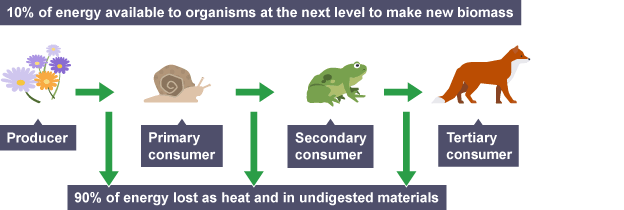 10% of energy available to organisms at the next level to make new biomass
Producer
Primary
consumer
Secondary
consumer
Tertiary
consumer
90% of energy lost as heat and in undigested materials